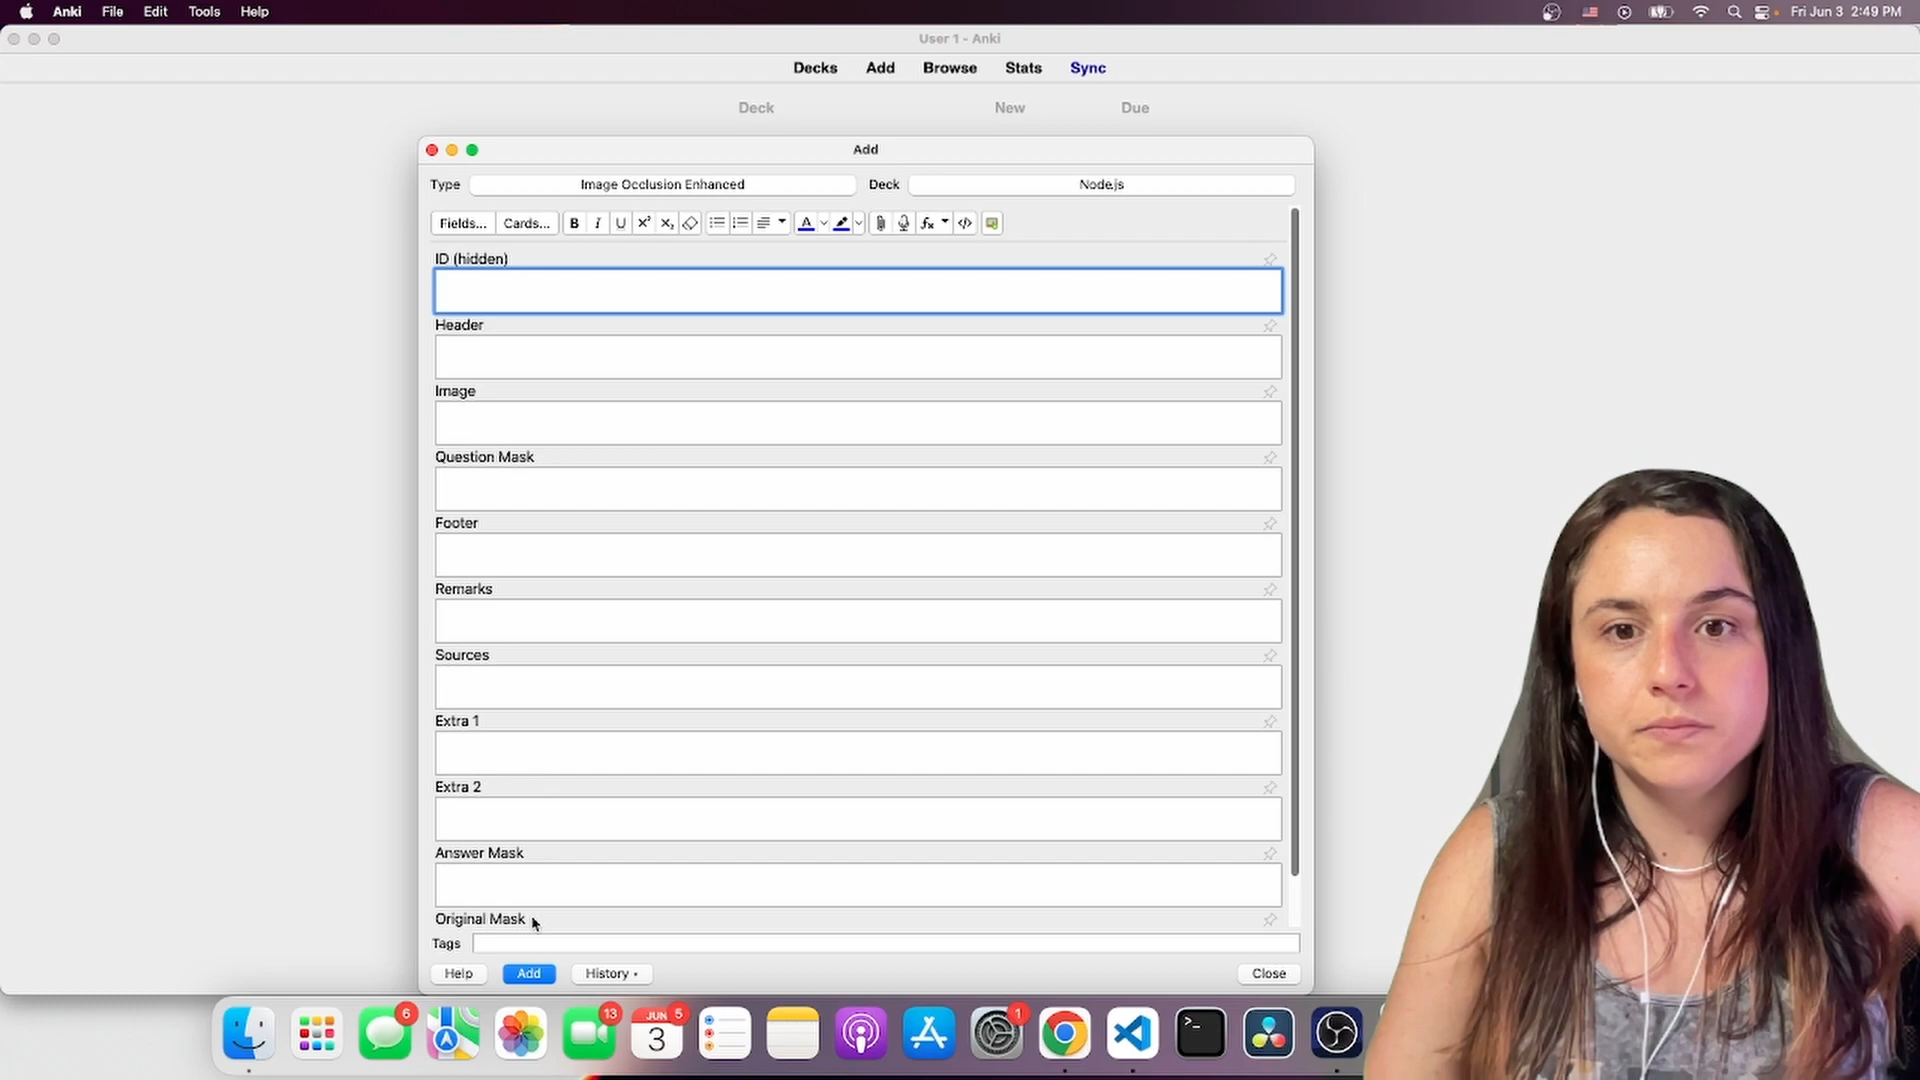 Anki File Edit Tools Help Fri Jun 3 2:49 PM
User 1 - Anki
Decks Add Browse Stats Sync
Deck New Due
Add
Type Image Occlusion Enhanced Deck Node.js
Fields... Cards... B I U X² X₂ A fx </>
ID (hidden)
Header
Image
Question Mask
Footer
Remarks
Sources
Extra 1
Extra 2
Answer Mask
Original Mask
Tags
Help Add History Close
6 13 JUN 5 1
3 >_